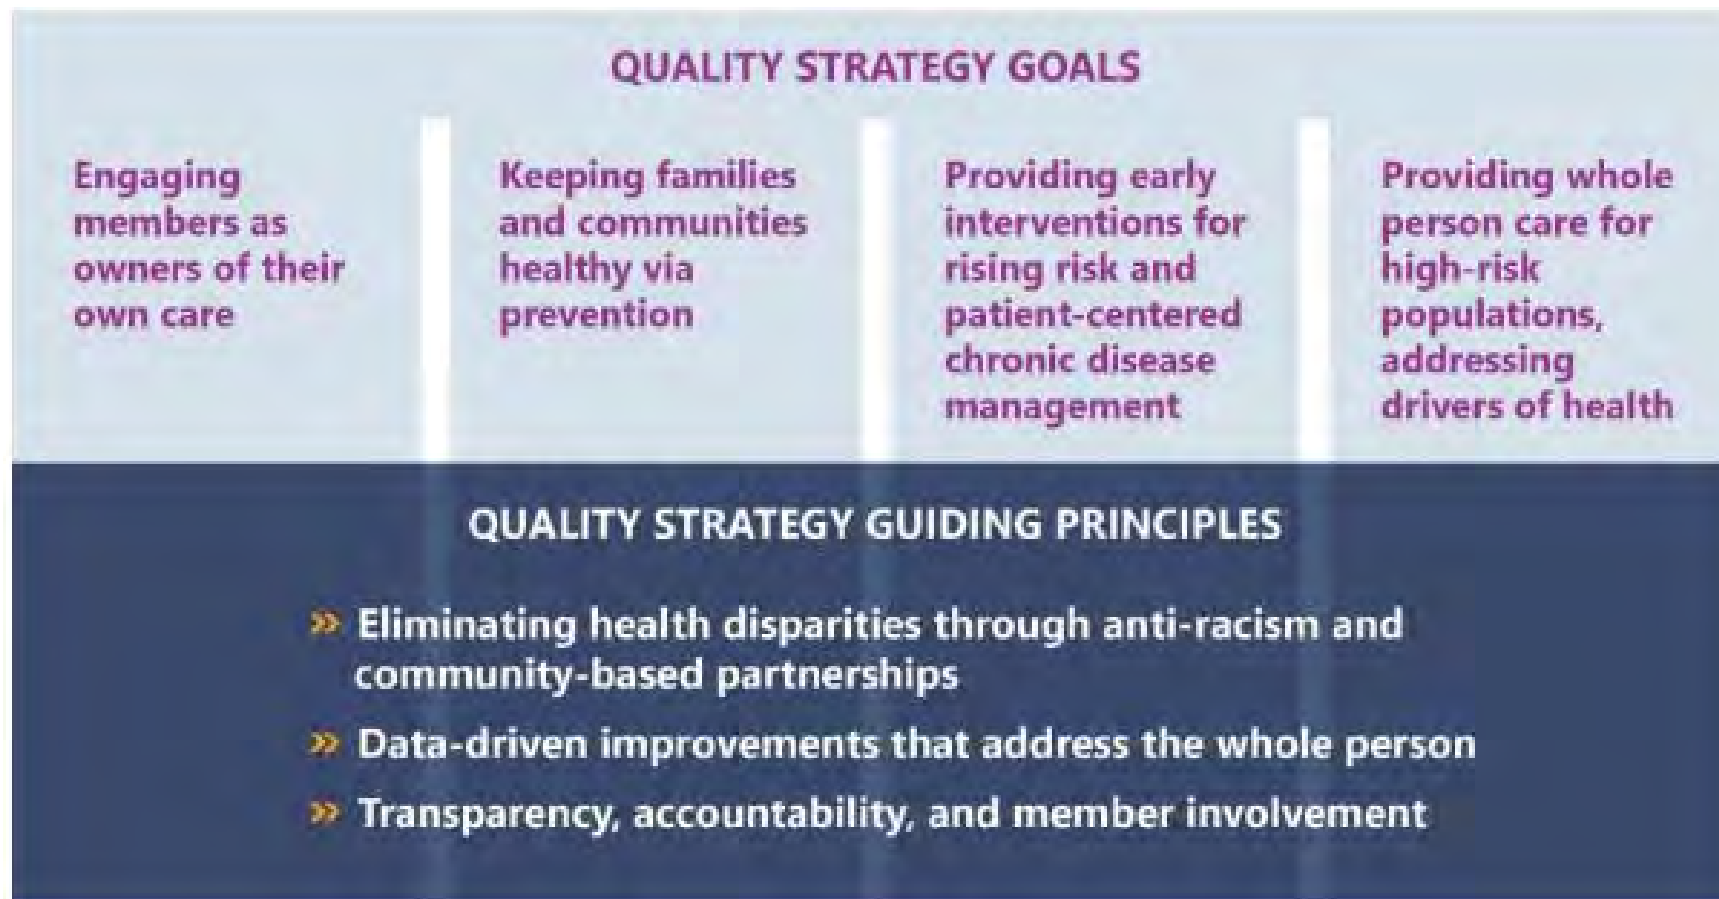 QUALITY STRATEGY GOALS
Engaging
members as
owners of their
own care
Keeping families
and communities
healthy via
prevention
Providing early
interventions for
rising risk and
patient-centered
chronic disease
management
Providing whole
person care for
high-risk
populations,
addressing
drivers of health
QUALITY STRATEGY GUIDING PRINCIPLES
» Eliminating health disparities through anti-racism and
community-based partnerships
» Data-driven improvements that address the whole person
» Transparency, accountability, and member involvement